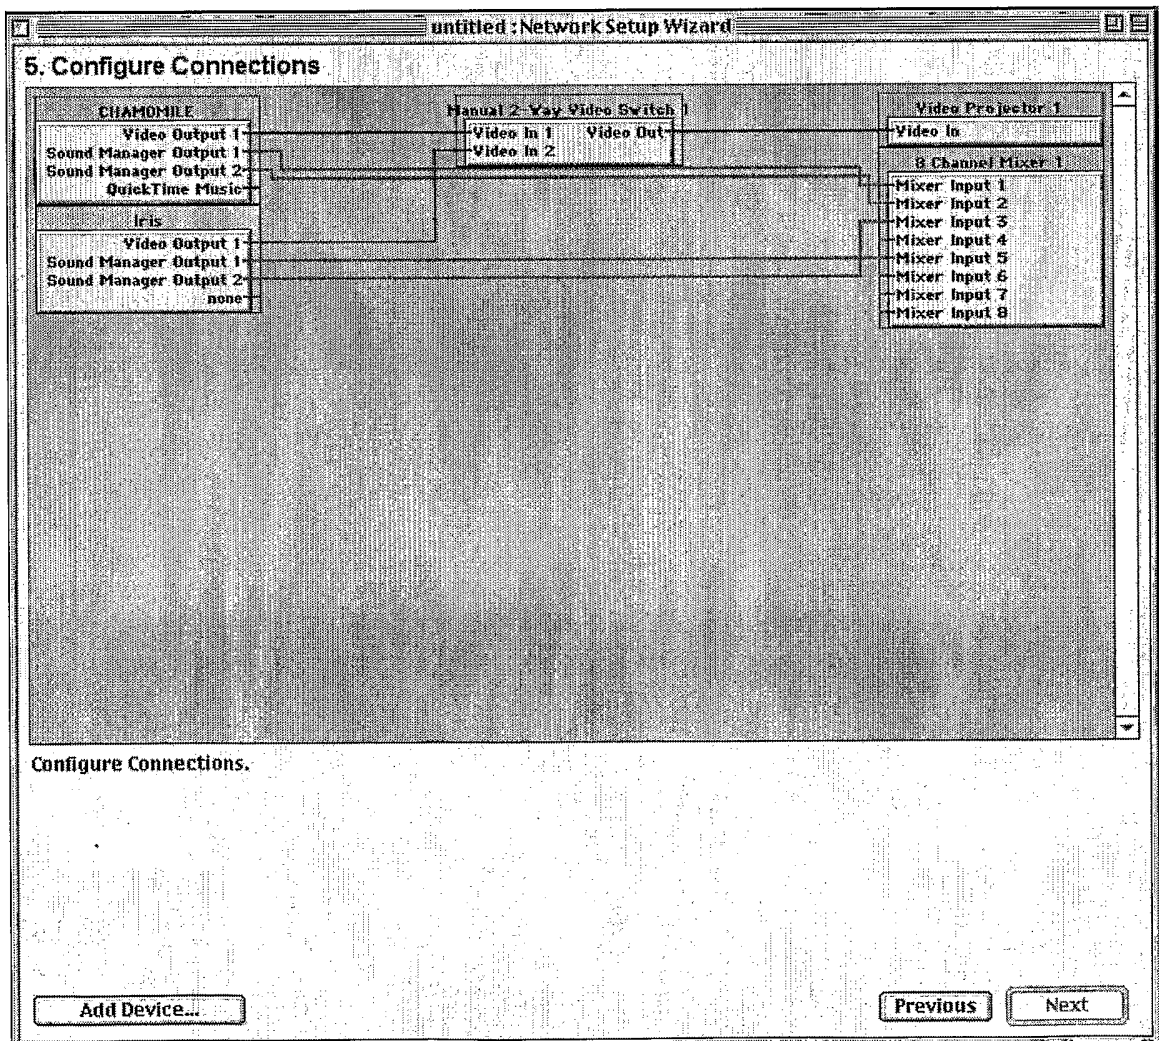 untitled : Network Setup Wizard
5. Configure Connections
CHAMOMILE
Video Output 1
Sound Manager Output 1
Sound Manager Output 2
QuickTime Music
Iris
Video Output 1
Sound Manager Output 1
Sound Manager Output 2
none
Manual 2-Way Video Switch 1
Video In 1 Video Out
Video In 2
Video Projector 1
Video In
8 Channel Mixer 1
Mixer Input 1
Mixer Input 2
Mixer Input 3
Mixer Input 4
Mixer Input 5
Mixer Input 6
Mixer Input 7
Mixer Input 8
Configure Connections.
Add Device...
Previous
Next